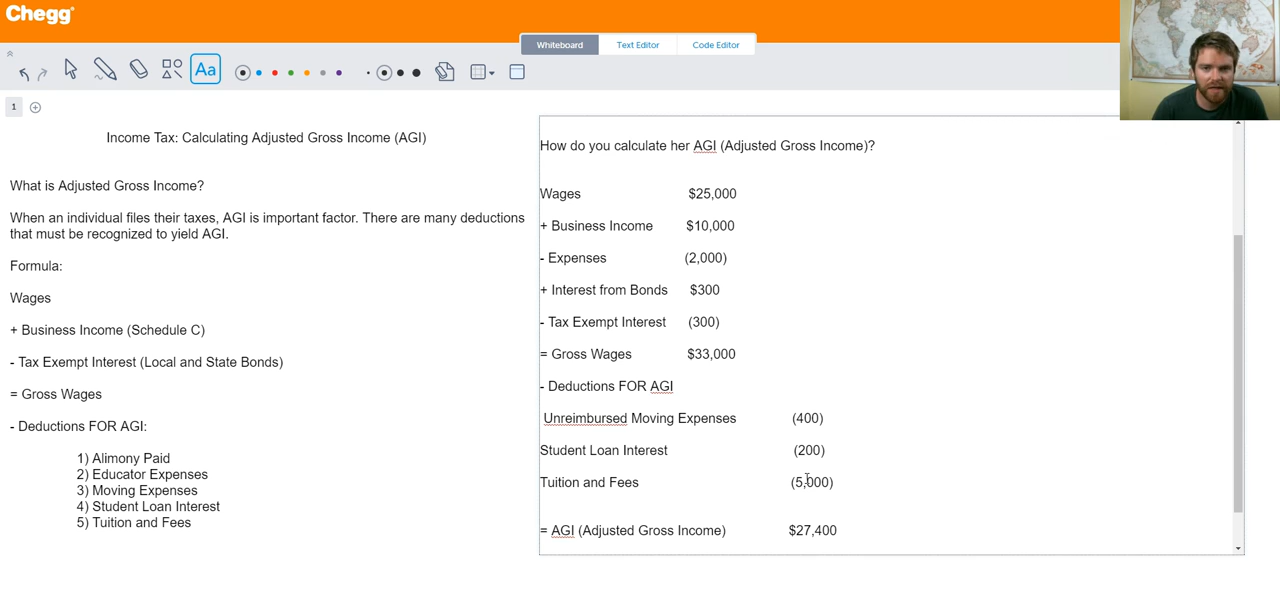 Chegg
Whiteboard
Text Editor
Code Editor
Aa
1
Income Tax: Calculating Adjusted Gross Income (AGI)
What is Adjusted Gross Income?
When an individual files their taxes, AGI is important factor. There are many deductions
that must be recognized to yield AGI.
Formula:
Wages
+ Business Income (Schedule C)
- Tax Exempt Interest (Local and State Bonds)
= Gross Wages
- Deductions FOR AGI:
1) Alimony Paid
2) Educator Expenses
3) Moving Expenses
4) Student Loan Interest
5) Tuition and Fees
How do you calculate her AGI (Adjusted Gross Income)?
Wages $25,000
+ Business Income $10,000
- Expenses (2,000)
+ Interest from Bonds $300
- Tax Exempt Interest (300)
= Gross Wages $33,000
- Deductions FOR AGI
Unreimbursed Moving Expenses (400)
Student Loan Interest (200)
Tuition and Fees (5,000)
= AGI (Adjusted Gross Income) $27,400